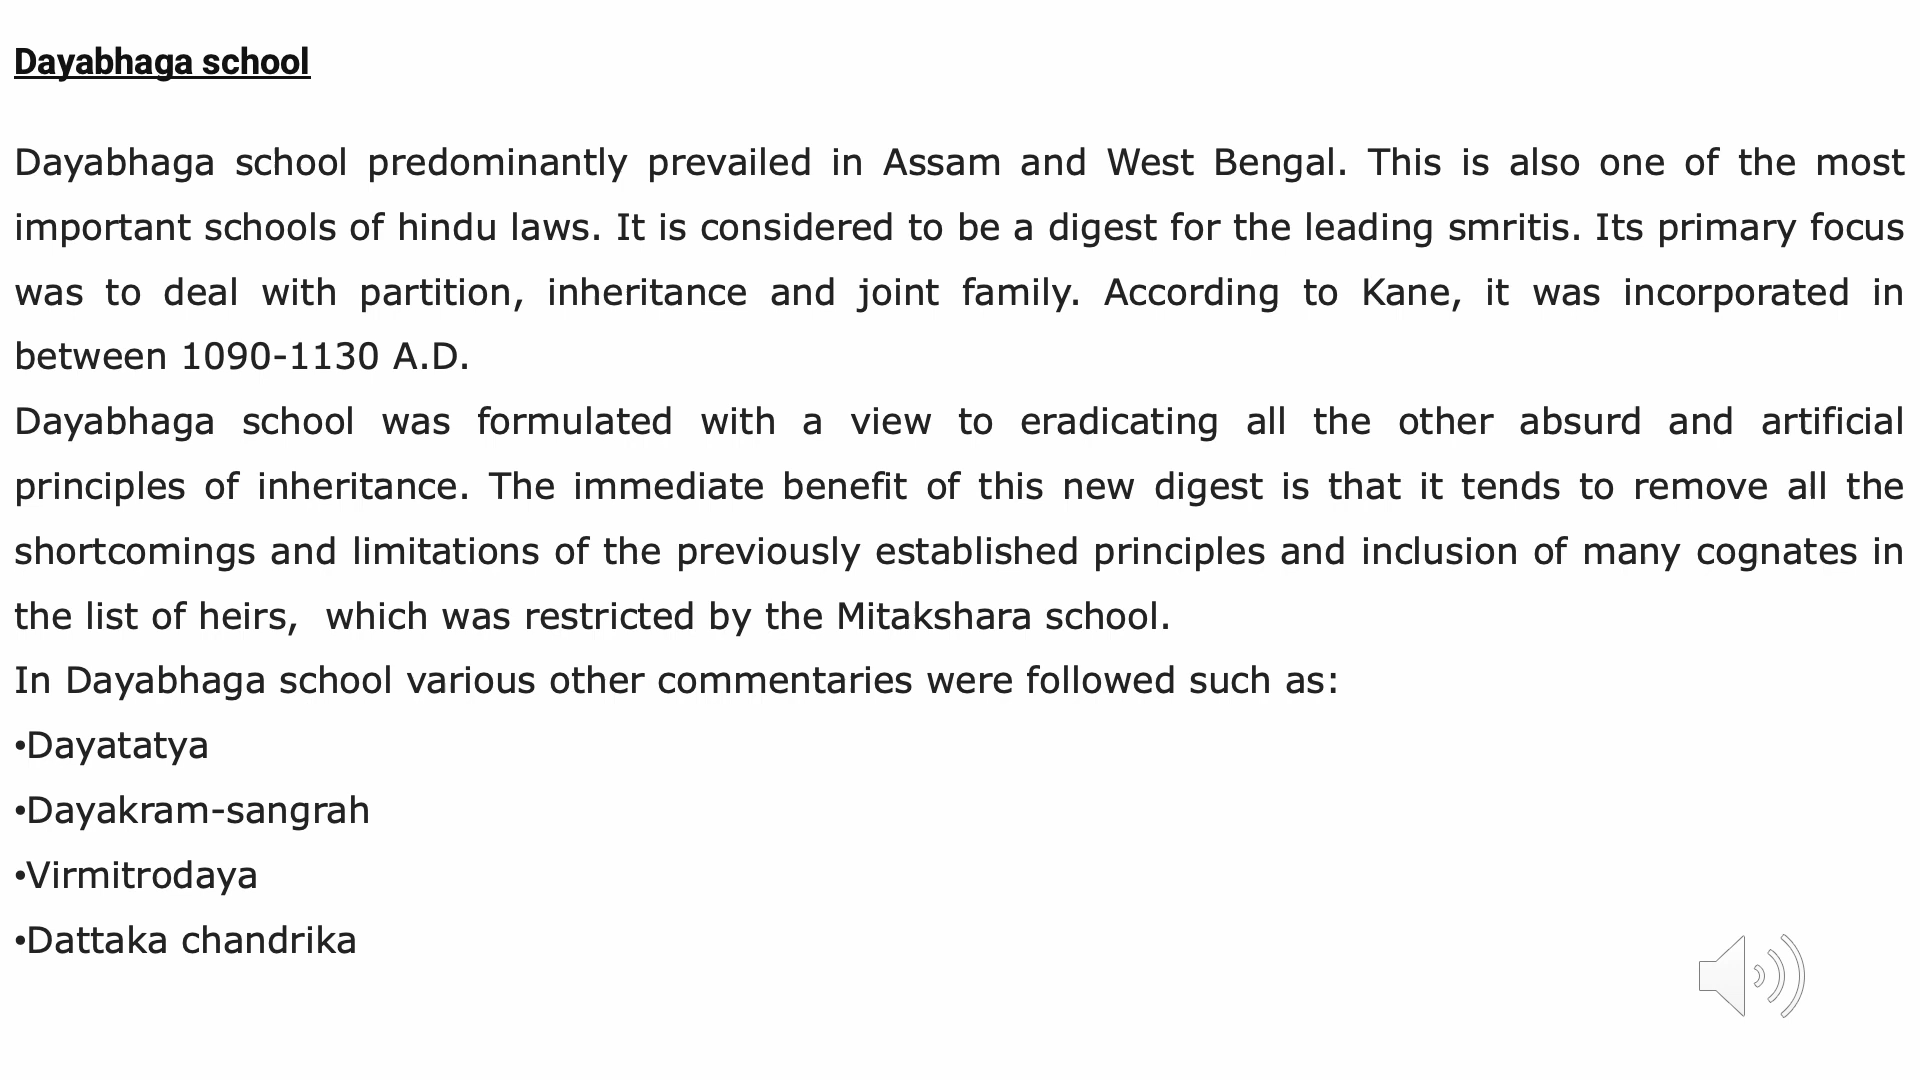 Dayabhaga school
Dayabhaga school predominantly prevailed in Assam and West Bengal. This is also one of the most
important schools of hindu laws. It is considered to be a digest for the leading smritis. Its primary focus
was to deal with partition, inheritance and joint family. According to Kane, it was incorporated in
between 1090-1130 A.D.
Dayabhaga school was formulated with a view to eradicating all the other absurd and artificial
principles of inheritance. The immediate benefit of this new digest is that it tends to remove all the
shortcomings and limitations of the previously established principles and inclusion of many cognates in
the list of heirs,  which was restricted by the Mitakshara school.
In Dayabhaga school various other commentaries were followed such as:
•Dayatatya
•Dayakram-sangrah
•Virmitrodaya
•Dattaka chandrika